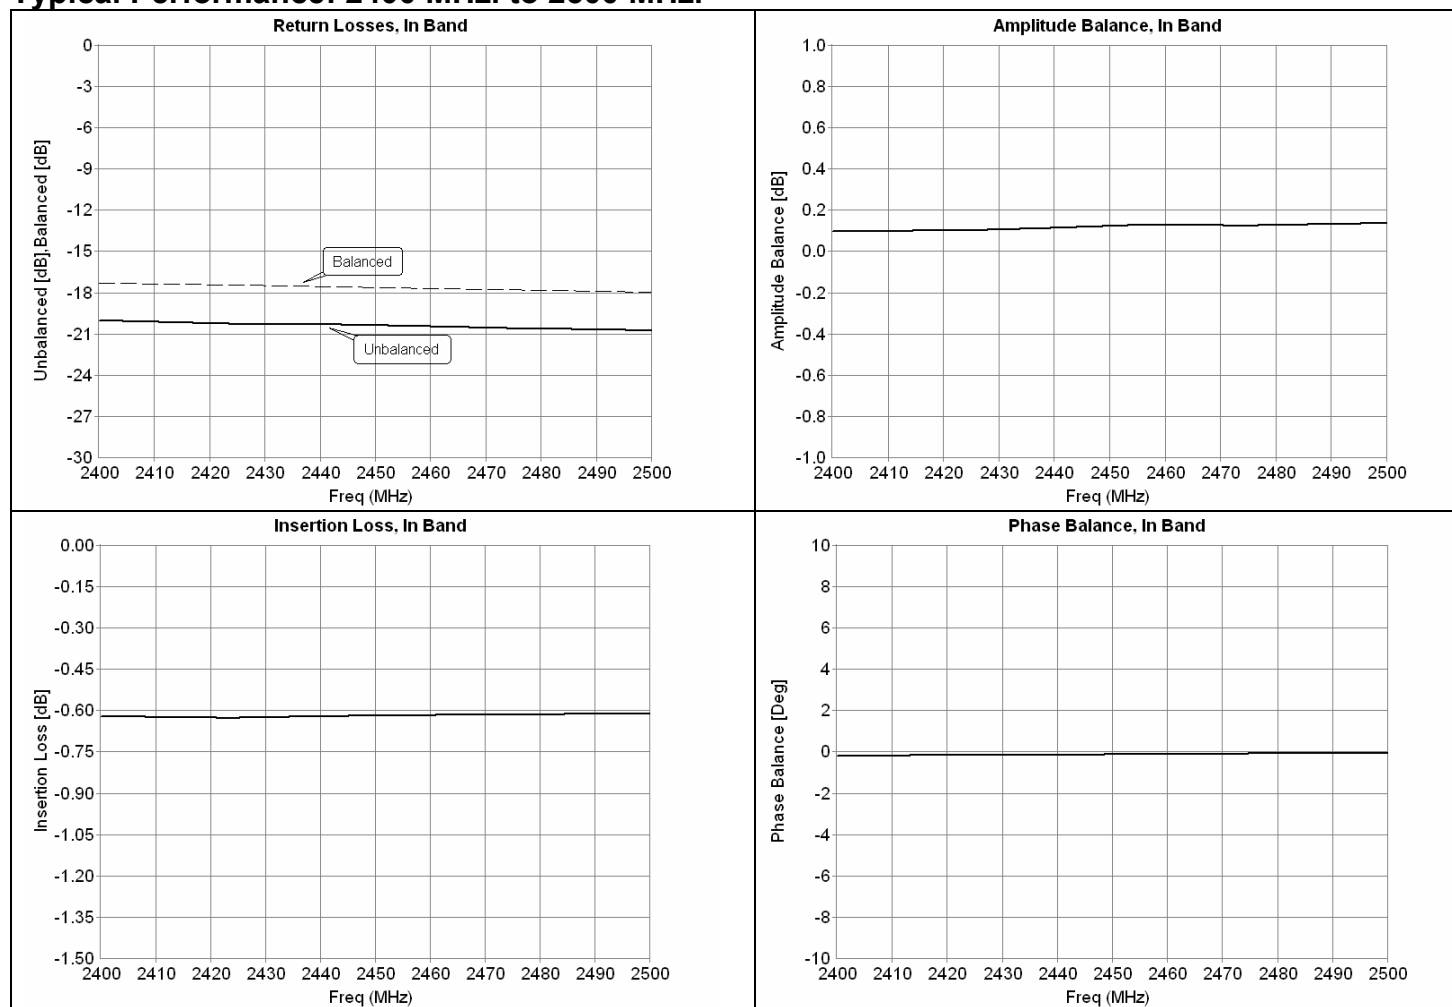 Return Losses, In Band
Unbalanced [dB],Balanced [dB]
0
-3
-6
-9
-12
-15
-18
-21
-24
-27
-30
Balanced
Unbalanced
2400 2410 2420 2430 2440 2450 2460 2470 2480 2490 2500
Freq (MHz)
Amplitude Balance, In Band
Amplitude Balance [dB]
1.0
0.8
0.6
0.4
0.2
0.0
-0.2
-0.4
-0.6
-0.8
-1.0
2400 2410 2420 2430 2440 2450 2460 2470 2480 2490 2500
Freq (MHz)
Insertion Loss, In Band
Insertion Loss [dB]
0.00
-0.15
-0.30
-0.45
-0.60
-0.75
-0.90
-1.05
-1.20
-1.35
-1.50
2400 2410 2420 2430 2440 2450 2460 2470 2480 2490 2500
Freq (MHz)
Phase Balance, In Band
Phase Balance [Deg]
10
8
6
4
2
0
-2
-4
-6
-8
-10
2400 2410 2420 2430 2440 2450 2460 2470 2480 2490 2500
Freq (MHz)